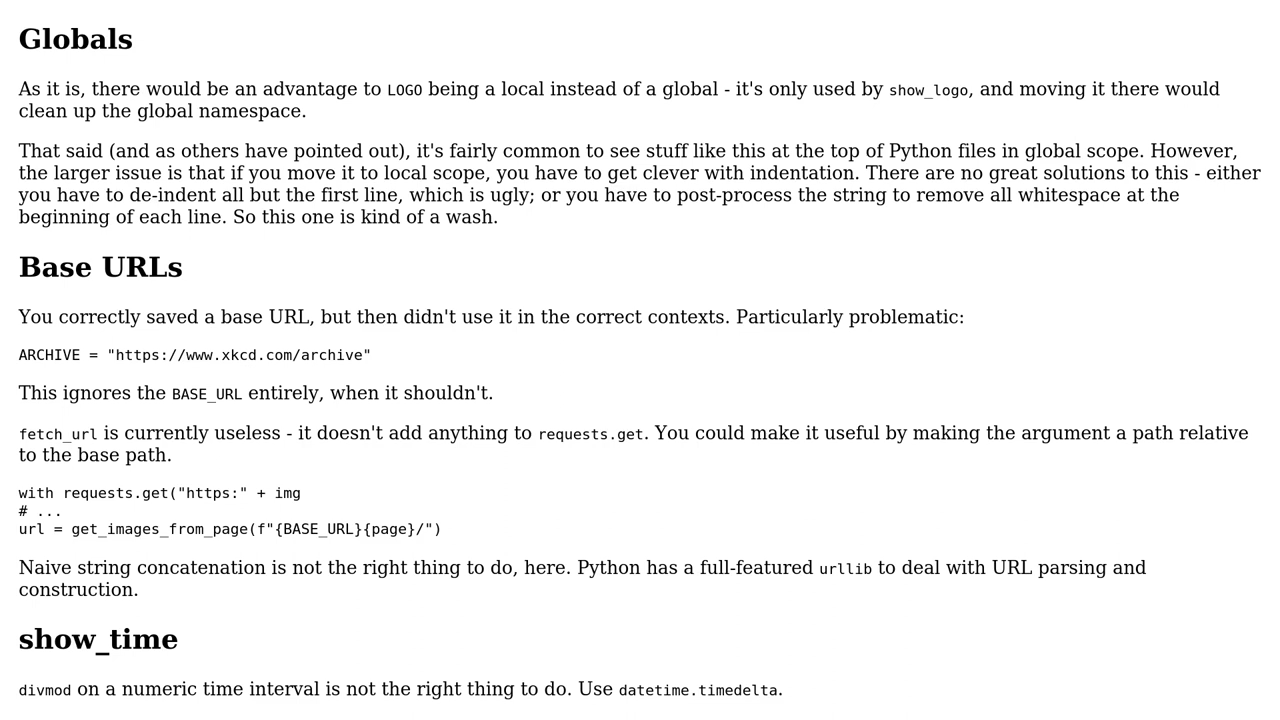 Globals
As it is, there would be an advantage to LOGO being a local instead of a global - it's only used by show_logo, and moving it there would
clean up the global namespace.
That said (and as others have pointed out), it's fairly common to see stuff like this at the top of Python files in global scope. However,
the larger issue is that if you move it to local scope, you have to get clever with indentation. There are no great solutions to this - either
you have to de-indent all but the first line, which is ugly; or you have to post-process the string to remove all whitespace at the
beginning of each line. So this one is kind of a wash.
Base URLs
You correctly saved a base URL, but then didn't use it in the correct contexts. Particularly problematic:
ARCHIVE = "https://www.xkcd.com/archive"
This ignores the BASE_URL entirely, when it shouldn't.
fetch_url is currently useless - it doesn't add anything to requests.get. You could make it useful by making the argument a path relative
to the base path.
with requests.get("https:" + img
# ...
url = get_images_from_page(f"{BASE_URL}{page}/")
Naive string concatenation is not the right thing to do, here. Python has a full-featured urllib to deal with URL parsing and
construction.
show_time
divmod on a numeric time interval is not the right thing to do. Use datetime.timedelta.